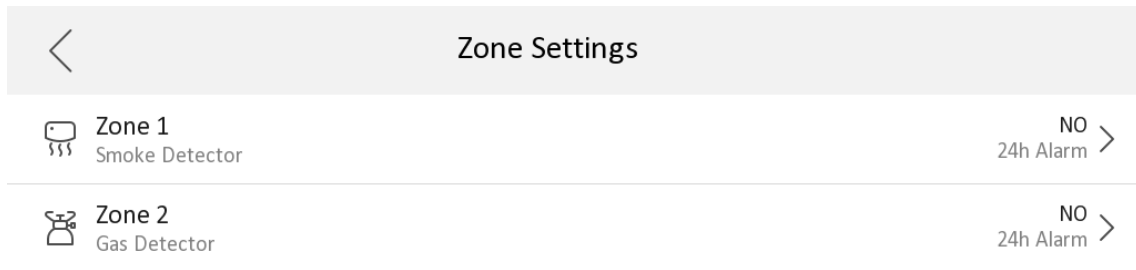 Zone Settings
Zone 1
NO
Smoke Detector
24h Alarm
Zone 2
NO
Gas Detector
24h Alarm